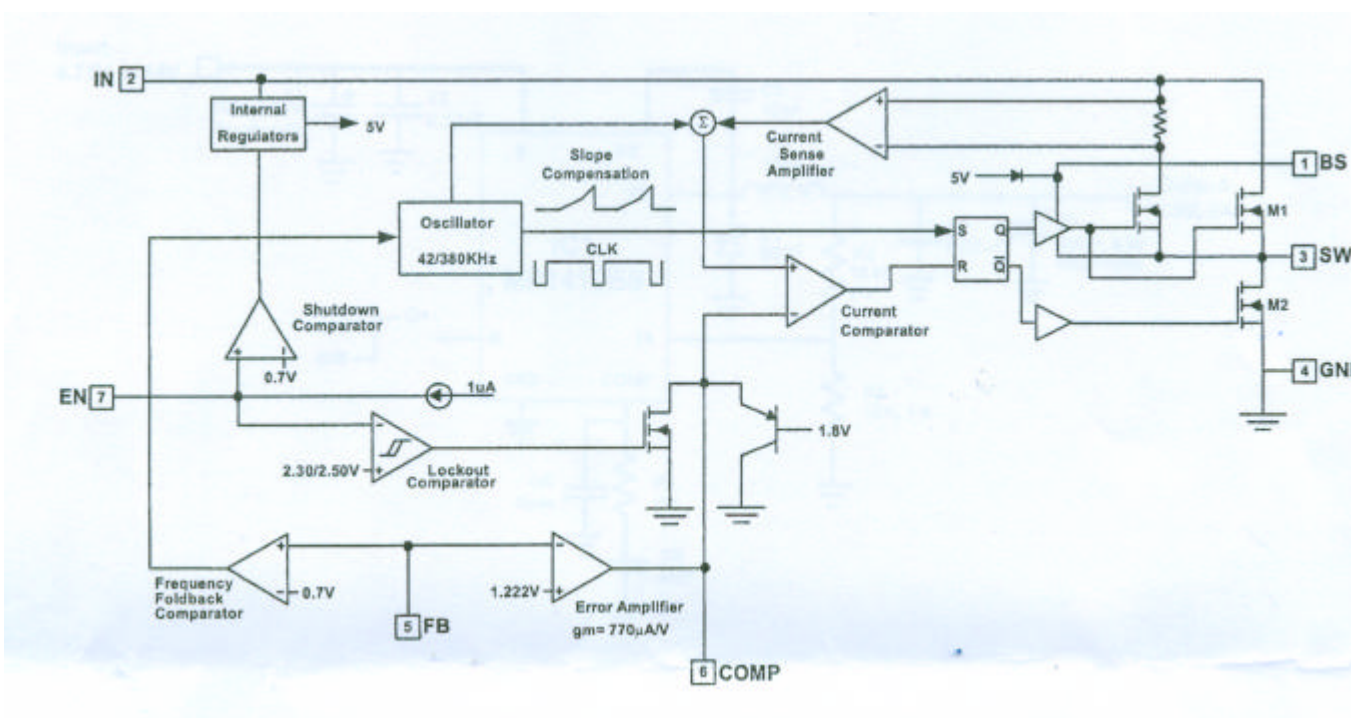 IN 2
Internal
Regulators
5V
Σ
+
−
Current
Sense
Amplifier
Slope
Compensation
5V
1 BS
Oscillator
42/380KHz
CLK
S Q
R Q
M1
3 SW
+
−
Current
Comparator
M2
Shutdown
Comparator
+ −
0.7V
4 GN
EN 7
1uA
−
2.30/2.50V +
Lockout
Comparator
1.8V
+
− 0.7V
Frequency
Foldback
Comparator
5 FB
−
1.222V +
Error Amplifier
gm= 770µA/V
6 COMP